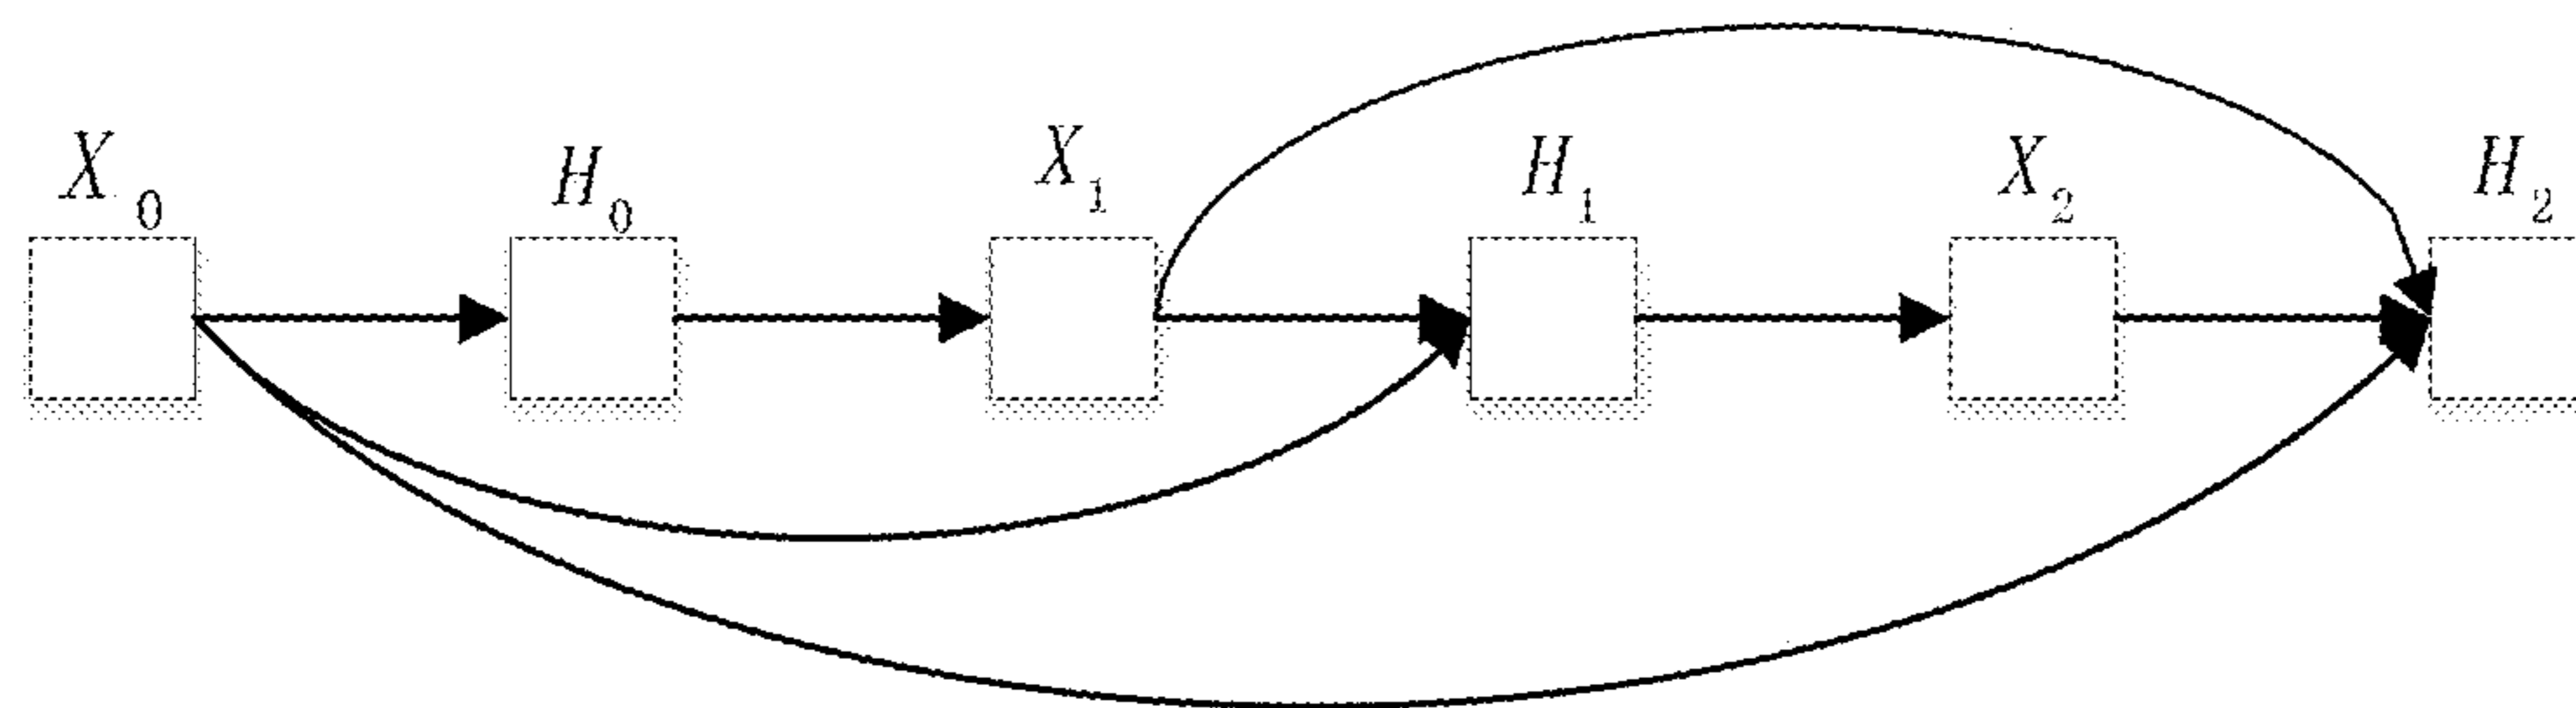 X₀ H₀ X₁ H₁ X₂ H₂